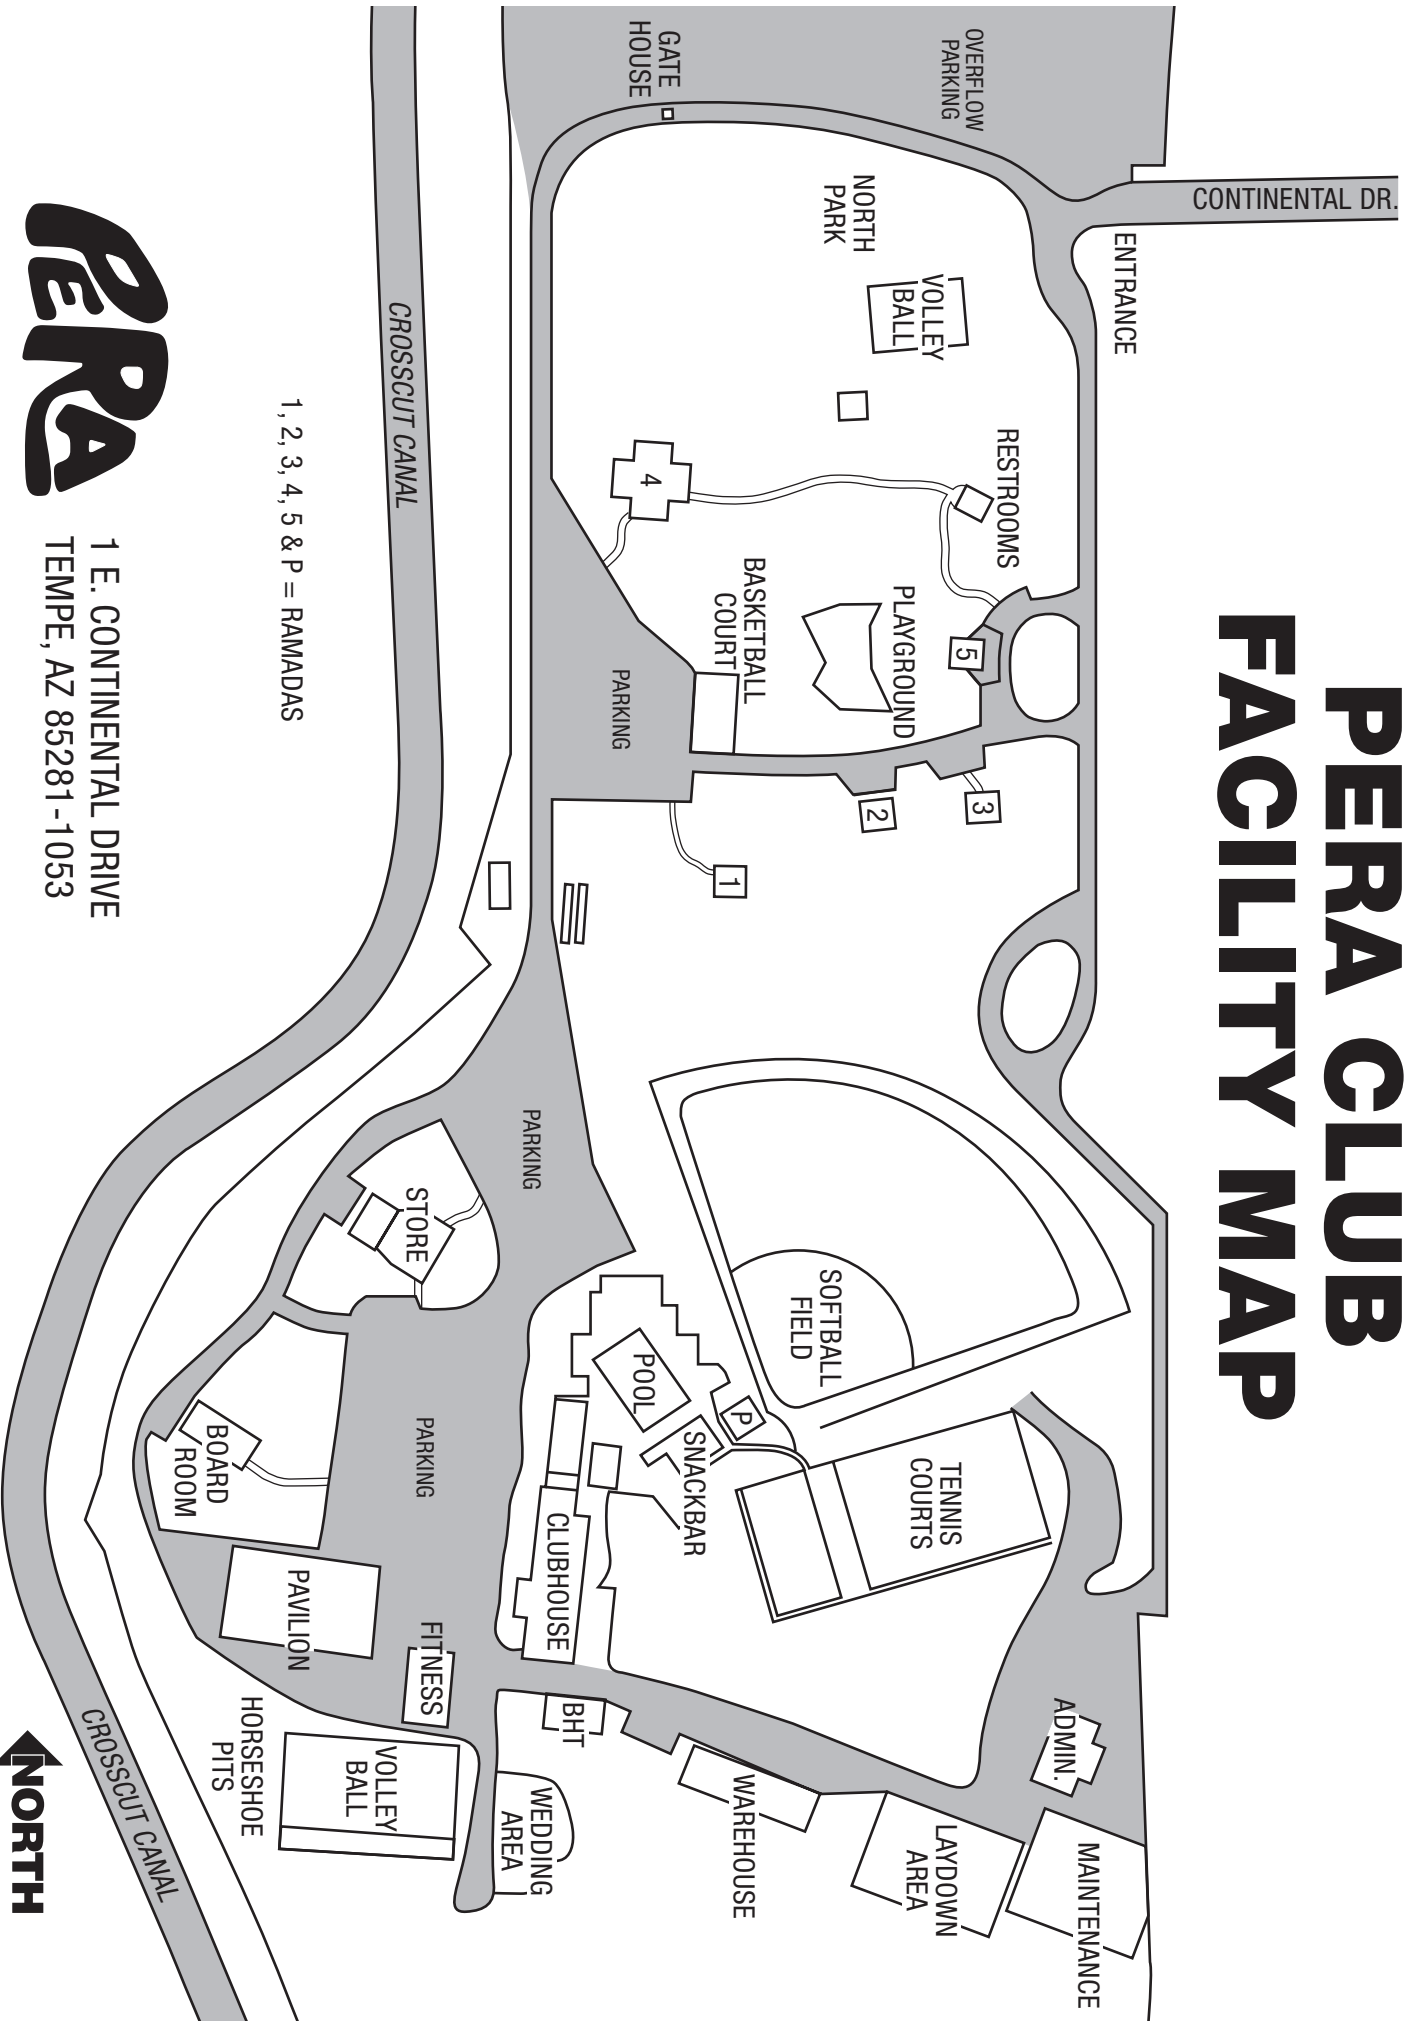 PERA CLUB
FACILITY MAP
CONTINENTAL DR.
ENTRANCE
OVERFLOW
PARKING
GATE
HOUSE
NORTH
PARK
VOLLEY
BALL
RESTROOMS
4
BASKETBALL
COURT
PLAYGROUND
5
3
2
1
PARKING
CROSSCUT CANAL
1, 2, 3, 4, 5 & P = RAMADAS
PERA
1 E. CONTINENTAL DRIVE
TEMPE, AZ 85281-1053
PARKING
STORE
SOFTBALL
FIELD
POOL
P
SNACKBAR
TENNIS
COURTS
CLUBHOUSE
PARKING
BOARD
ROOM
PAVILION
FITNESS
BHT
ADMIN.
HORSESHOE
PITS
VOLLEY
BALL
WEDDING
AREA
WAREHOUSE
LAYDOWN
AREA
MAINTENANCE
CROSSCUT CANAL
NORTH